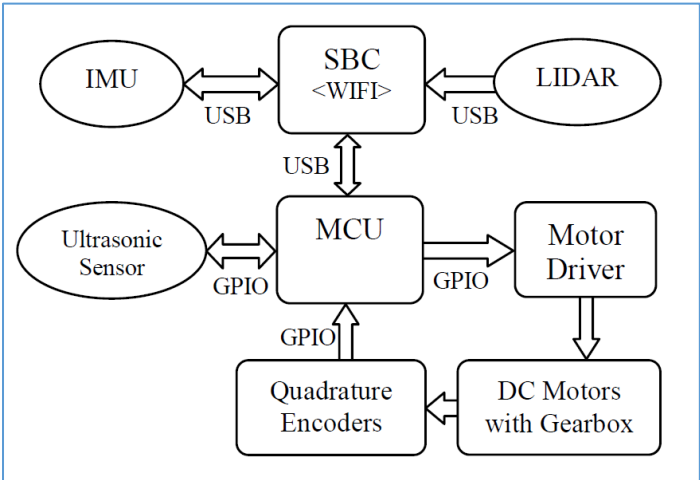 IMU
USB
SBC
<WIFI>
USB
LIDAR
USB
Ultrasonic
Sensor
GPIO
MCU
GPIO
Motor
Driver
GPIO
Quadrature
Encoders
DC Motors
with Gearbox